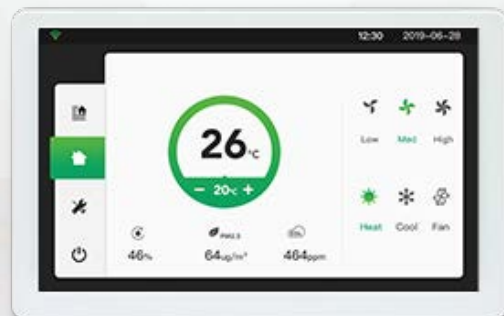 12:30 2019-06-28
26°C
− 20°C +
Low Med High
Heat Cool Fan
PM2.5
46% 64ug/m³ 464ppm